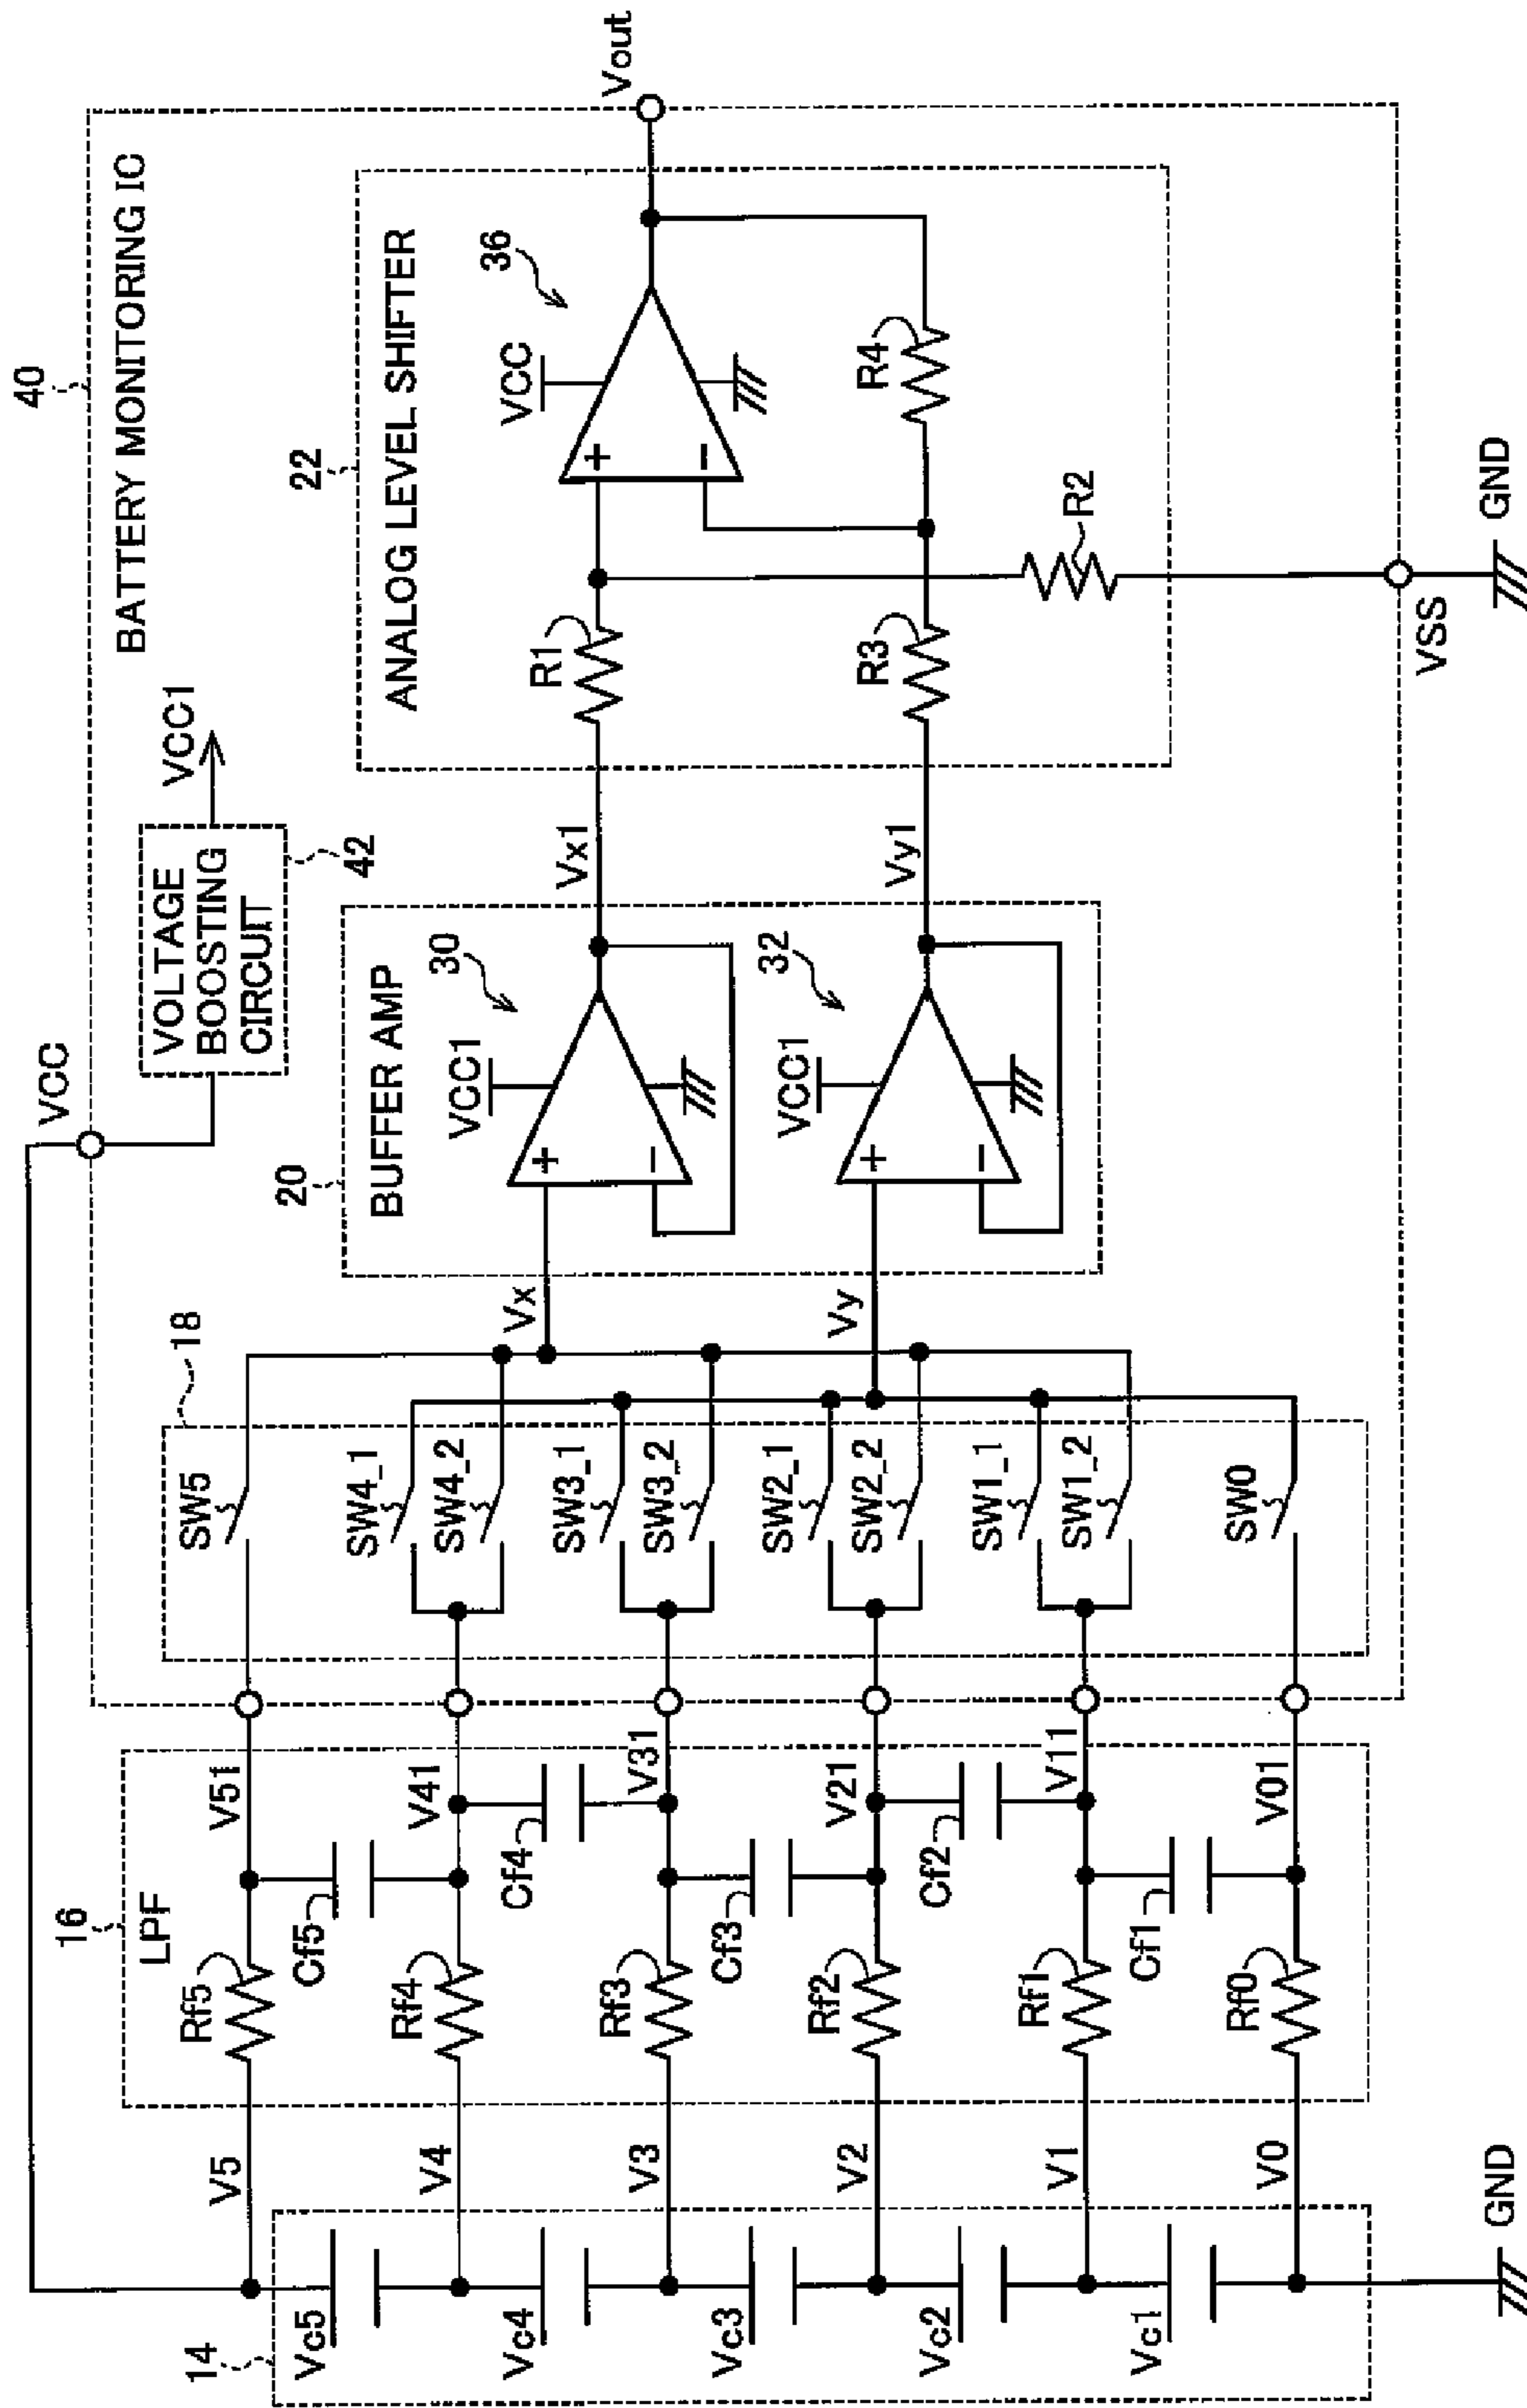 40
BATTERY MONITORING IC
VCC
VOLTAGE
BOOSTING
CIRCUIT
42
VCC1
14
Vc5
Vc4
Vc3
Vc2
Vc1
GND
V5
V4
V3
V2
V1
V0
16
LPF
Rf5
Rf4
Rf3
Rf2
Rf1
Rf0
Cf5
Cf4
Cf3
Cf2
Cf1
V51
V41
V31
V21
V11
V01
18
SW5
SW4_1
SW4_2
SW3_1
SW3_2
SW2_1
SW2_2
SW1_1
SW1_2
SW0
Vx
Vy
20
BUFFER AMP
VCC1
30
+
−
VCC1
32
+
−
Vx1
Vy1
22
ANALOG LEVEL SHIFTER
R1
R3
VCC
36
+
−
R4
R2
Vout
VSS
GND